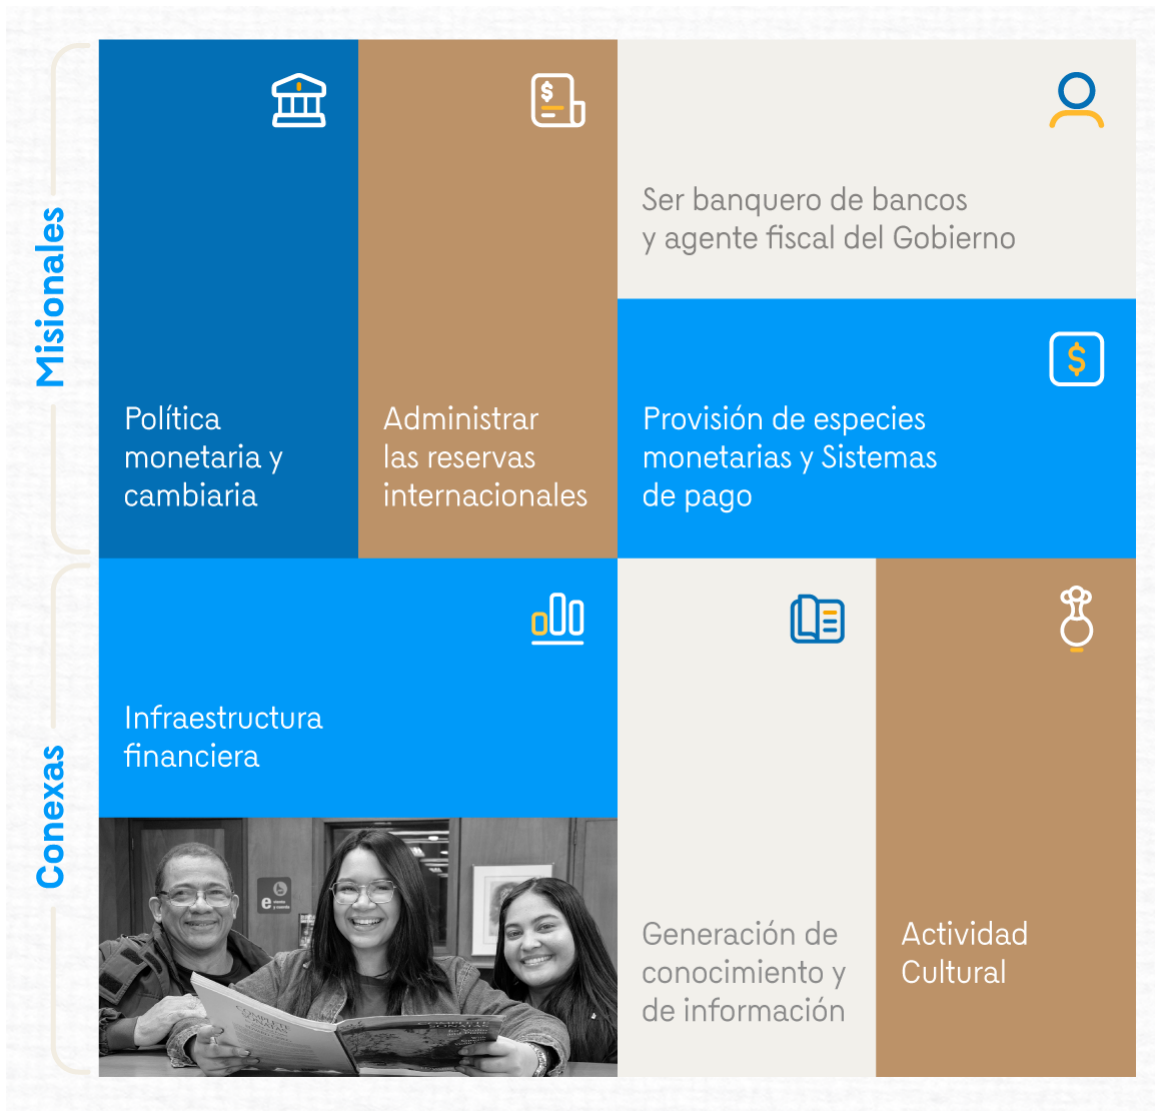 Misionales
$
Política
monetaria y
cambiaria
$
Administrar
las reservas
internacionales
Ser banquero de bancos
y agente fiscal del Gobierno
$
Provisión de especies
monetarias y Sistemas
de pago
Conexas
Infraestructura
financiera
Generación de
conocimiento y
de información
Actividad
Cultural